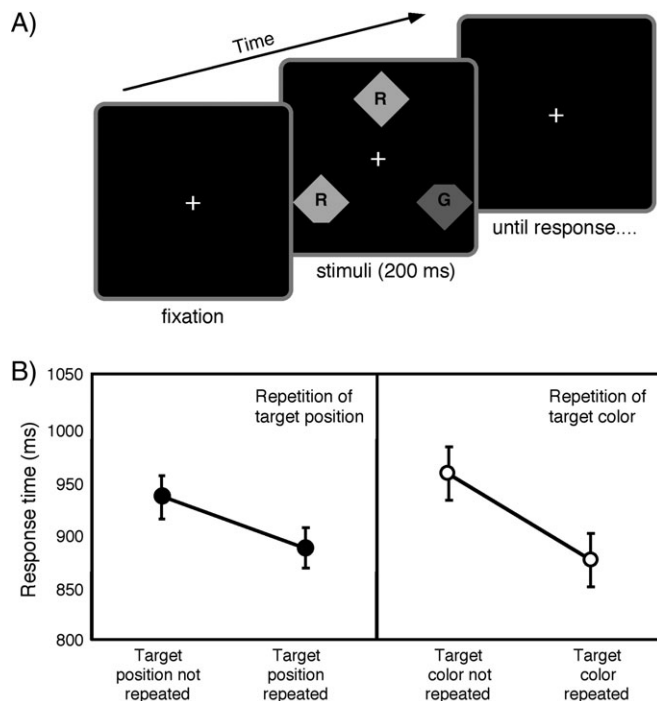 A)
Time
R
R
G
fixation
stimuli (200 ms)
until response....
B)
Response time (ms)
1050
1000
950
900
850
800
Repetition of
target position
Repetition of
target color
Target
position not
repeated
Target
position
repeated
Target
color not
repeated
Target
color
repeated